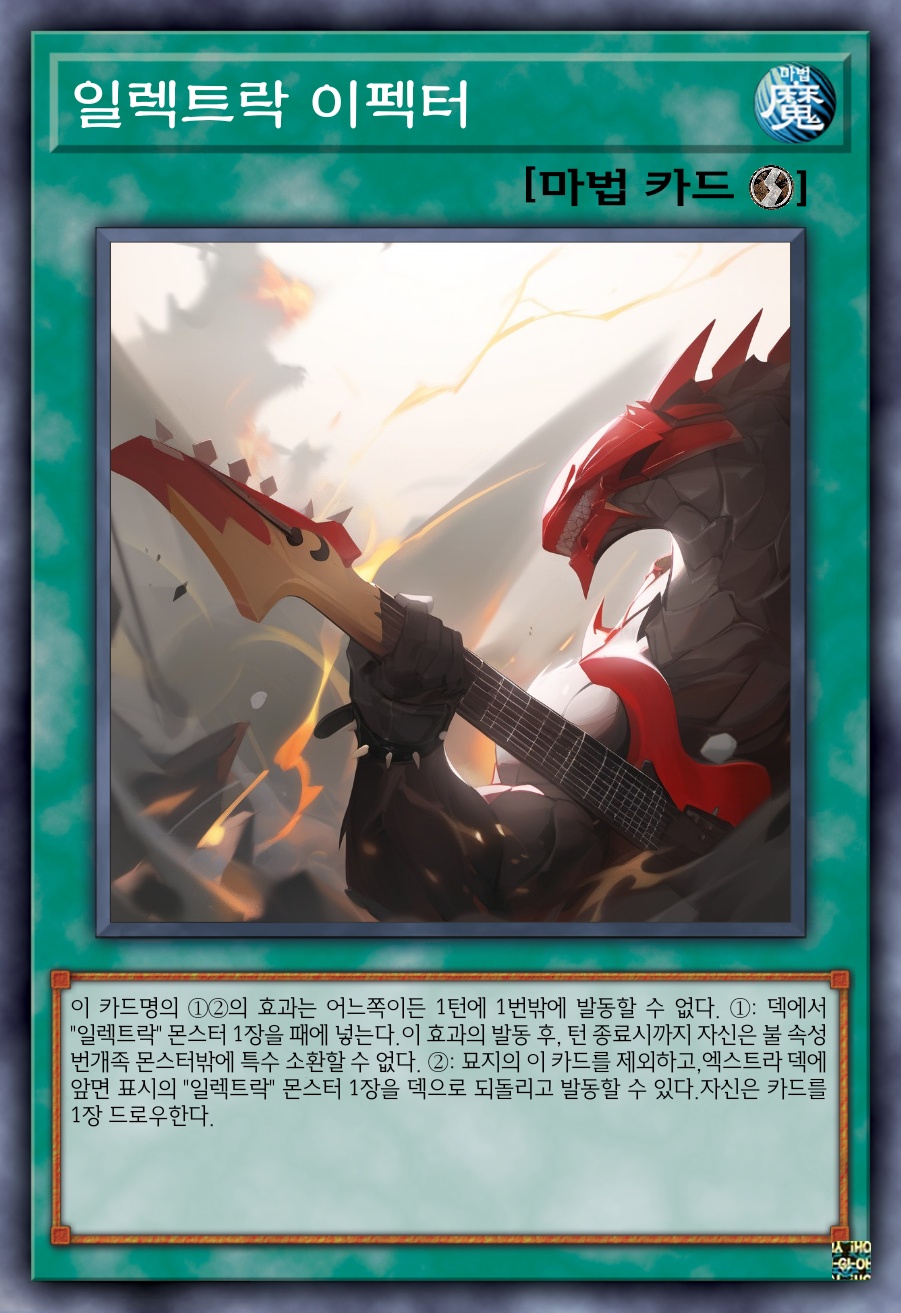 일렉트락 이펙터
마법
魔
[마법 카드 ]
이 카드명의 ①②의 효과는 어느쪽이든 1턴에 1번밖에 발동할 수 없다. ①: 덱에서
"일렉트락" 몬스터 1장을 패에 넣는다.이 효과의 발동 후, 턴 종료시까지 자신은 불 속성
번개족 몬스터밖에 특수 소환할 수 없다. ②: 묘지의 이 카드를 제외하고,엑스트라 덱에
앞면 표시의 "일렉트락" 몬스터 1장을 덱으로 되돌리고 발동할 수 있다.자신은 카드를
1장 드로우한다.